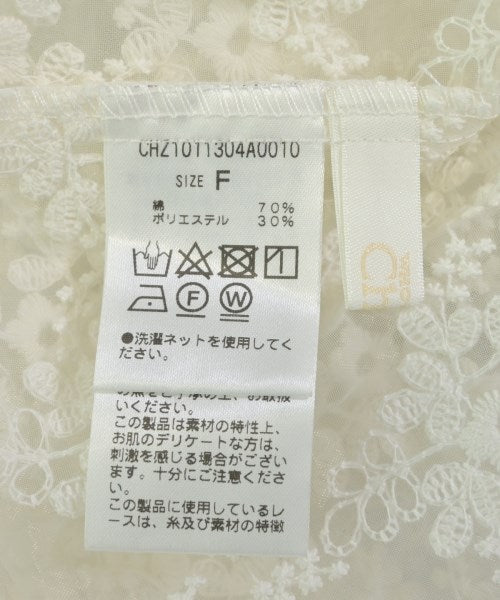 CHZ1011304A0010
SIZE F
綿 70%
ポリエステル 30%
F W
●洗濯ネットを使用してく
ださい。
いください。
この製品は素材の特性上、
お肌のデリケートな方は、
刺激を感じる場合がござい
ます。十分にご注意くださ
い。
この製品に使用しているレ
ースは、糸及び素材の特徴